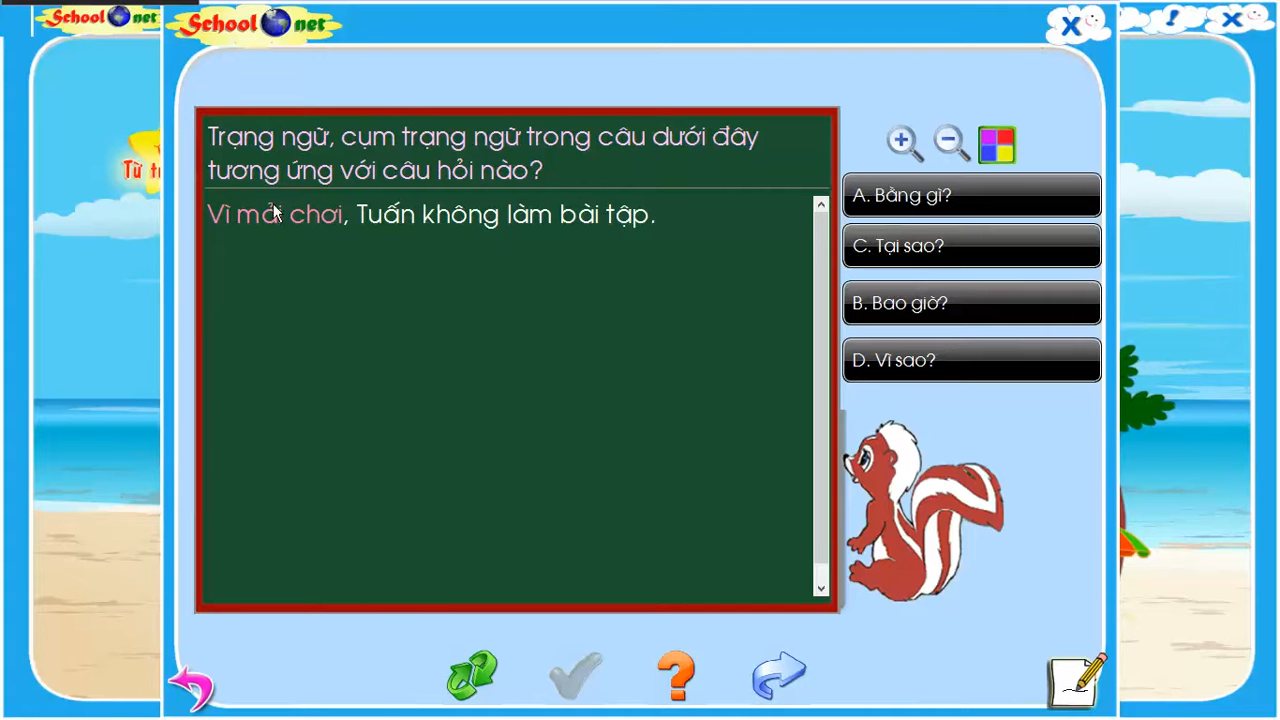 School net
School net
Trạng ngữ, cụm trạng ngữ trong câu dưới đây
tương ứng với câu hỏi nào?
Vì mải chơi, Tuấn không làm bài tập.
A. Bằng gì?
C. Tại sao?
B. Bao giờ?
D. Vì sao?